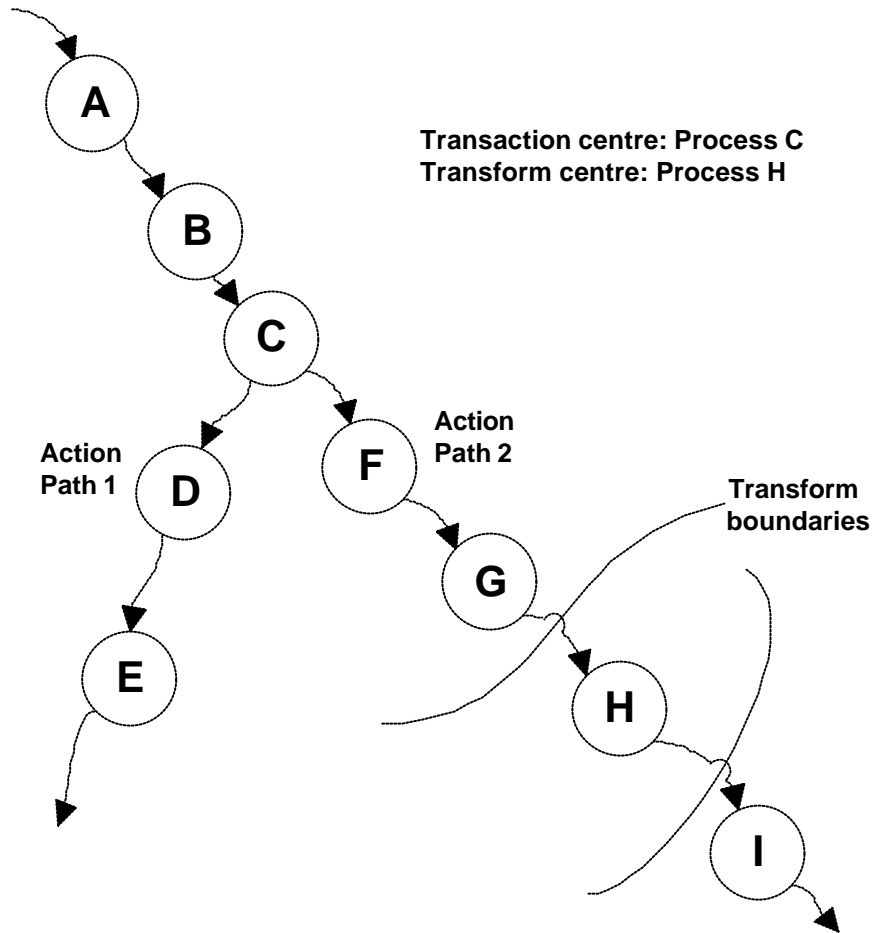 A
Transaction centre: Process C
Transform centre: Process H
B
C
Action
Path 2
Action
Path 1
F
D
Transform
boundaries
G
E
H
I